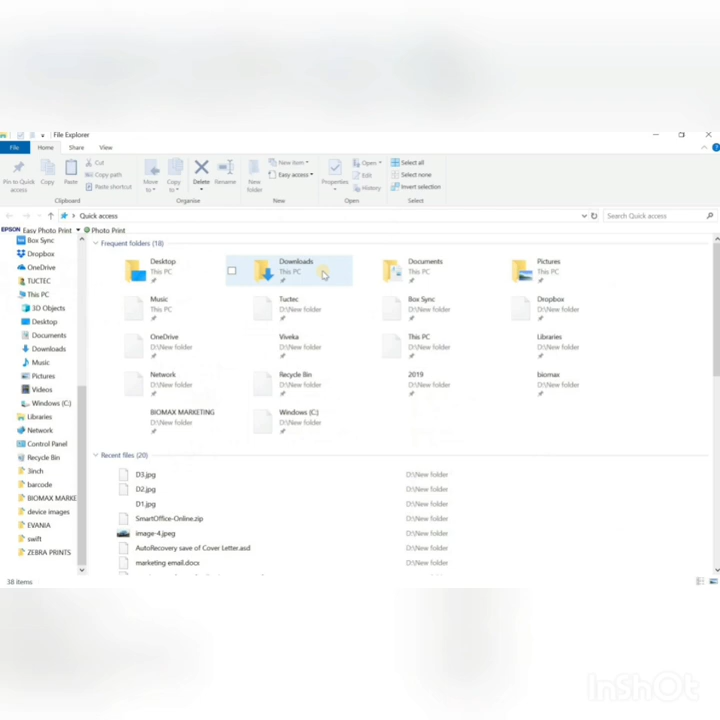 File Explorer
File Home Share View
Pin to Quick access
Copy
Paste
Cut
Copy path
Paste shortcut
Clipboard
Move to
Copy to
Delete
Rename
Organise
New folder
New item
Easy access
New
Properties
Open
Edit
History
Open
Select all
Select none
Invert selection
Select
Quick access
Search Quick access
EPSON Easy Photo Print Photo Print
Box Sync
Dropbox
OneDrive
TUCTEC
This PC
3D Objects
Desktop
Documents
Downloads
Music
Pictures
Videos
Windows (C:)
Libraries
Network
Control Panel
Recycle Bin
3inch
barcode
BIOMAX MARKE
device images
EVANIA
swift
ZEBRA PRINTS
Frequent folders (18)
Desktop
This PC
Downloads
This PC
Documents
This PC
Pictures
This PC
Music
This PC
Tuctec
D:\New folder
Box Sync
D:\New folder
Dropbox
D:\New folder
OneDrive
D:\New folder
Viveka
D:\New folder
This PC
D:\New folder
Libraries
D:\New folder
Network
D:\New folder
Recycle Bin
D:\New folder
2019
D:\New folder
biomax
D:\New folder
BIOMAX MARKETING
D:\New folder
Windows (C:)
D:\New folder
Recent files (20)
D3.jpg D:\New folder
D2.jpg D:\New folder
D1.jpg D:\New folder
SmartOffice-Online.zip D:\New folder
image-4.jpeg D:\New folder
AutoRecovery save of Cover Letter.asd D:\New folder
marketing email.docx D:\New folder
38 items
InShOt